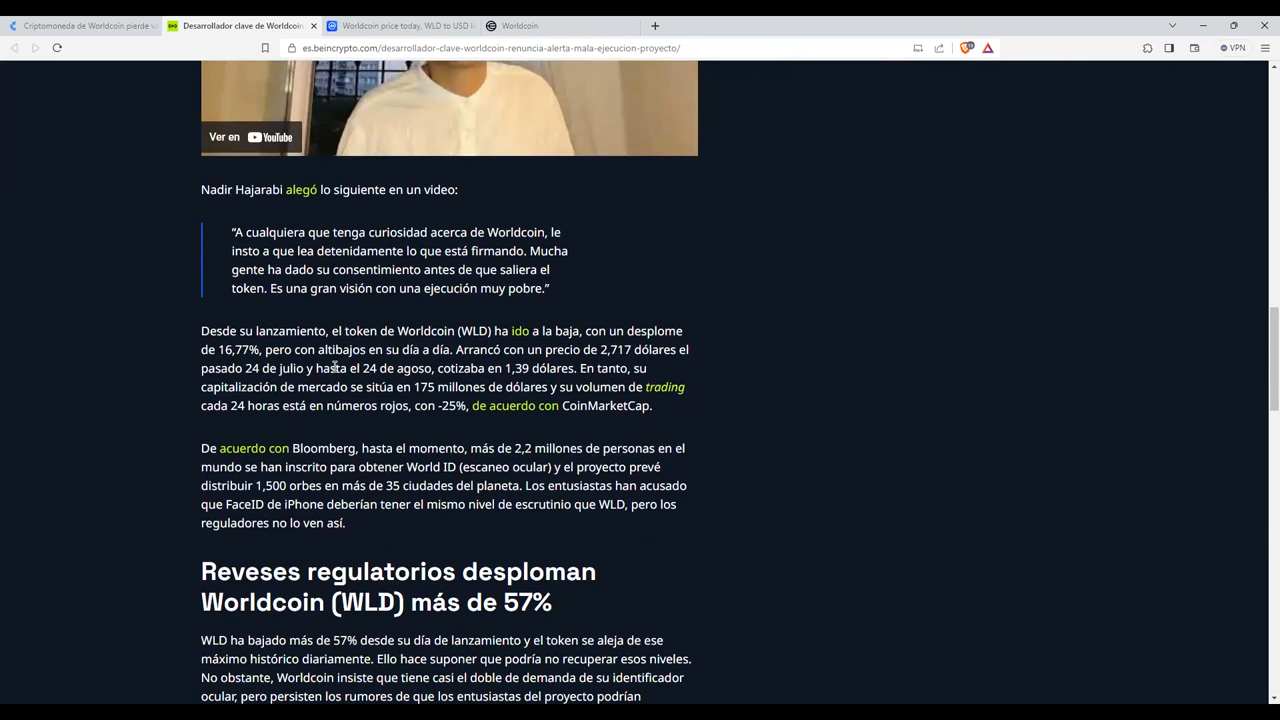 Criptomoneda de Worldcoin pierde va
Desarrollador clave de Worldcoin
Worldcoin price today, WLD to USD li
Worldcoin
es.beincrypto.com/desarrollador-clave-worldcoin-renuncia-alerta-mala-ejecucion-proyecto/
VPN
Ver en YouTube
Nadir Hajarabi alegó lo siguiente en un video:
“A cualquiera que tenga curiosidad acerca de Worldcoin, le
insto a que lea detenidamente lo que está firmando. Mucha
gente ha dado su consentimiento antes de que saliera el
token. Es una gran visión con una ejecución muy pobre.”
Desde su lanzamiento, el token de Worldcoin (WLD) ha ido a la baja, con un desplome
de 16,77%, pero con altibajos en su día a día. Arrancó con un precio de 2,717 dólares el
pasado 24 de julio y hasta el 24 de agoso, cotizaba en 1,39 dólares. En tanto, su
capitalización de mercado se sitúa en 175 millones de dólares y su volumen de trading
cada 24 horas está en números rojos, con -25%, de acuerdo con CoinMarketCap.
De acuerdo con Bloomberg, hasta el momento, más de 2,2 millones de personas en el
mundo se han inscrito para obtener World ID (escaneo ocular) y el proyecto prevé
distribuir 1,500 orbes en más de 35 ciudades del planeta. Los entusiastas han acusado
que FaceID de iPhone deberían tener el mismo nivel de escrutinio que WLD, pero los
reguladores no lo ven así.
Reveses regulatorios desploman
Worldcoin (WLD) más de 57%
WLD ha bajado más de 57% desde su día de lanzamiento y el token se aleja de ese
máximo histórico diariamente. Ello hace suponer que podría no recuperar esos niveles.
No obstante, Worldcoin insiste que tiene casi el doble de demanda de su identificador
ocular, pero persisten los rumores de que los entusiastas del proyecto podrían